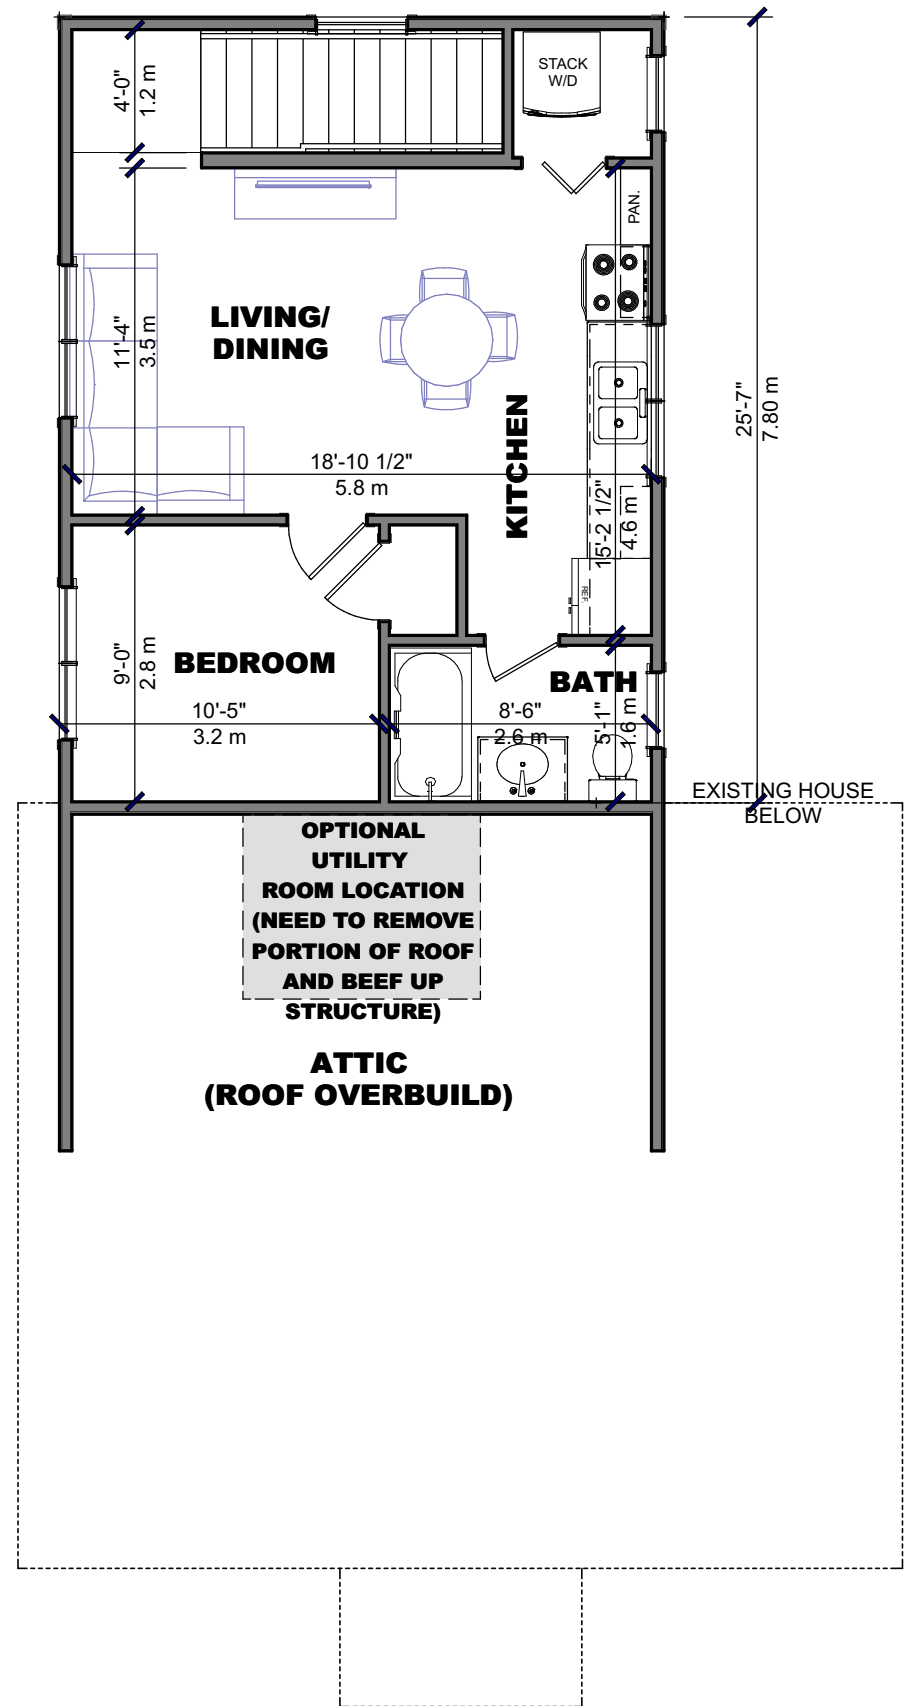 STACK
W/D
4'-0"
1.2 m
PAN.
LIVING/
DINING
11'-4"
3.5 m
25'-7"
7.80 m
KITCHEN
18'-10 1/2"
5.8 m
15'-2 1/2"
4.6 m
REF.
BEDROOM
9'-0"
2.8 m
BATH
10'-5"
3.2 m
8'-6"
2.6 m
5'-1"
1.6 m
EXISTING HOUSE
BELOW
OPTIONAL
UTILITY
ROOM LOCATION
(NEED TO REMOVE
PORTION OF ROOF
AND BEEF UP
STRUCTURE)
ATTIC
(ROOF OVERBUILD)